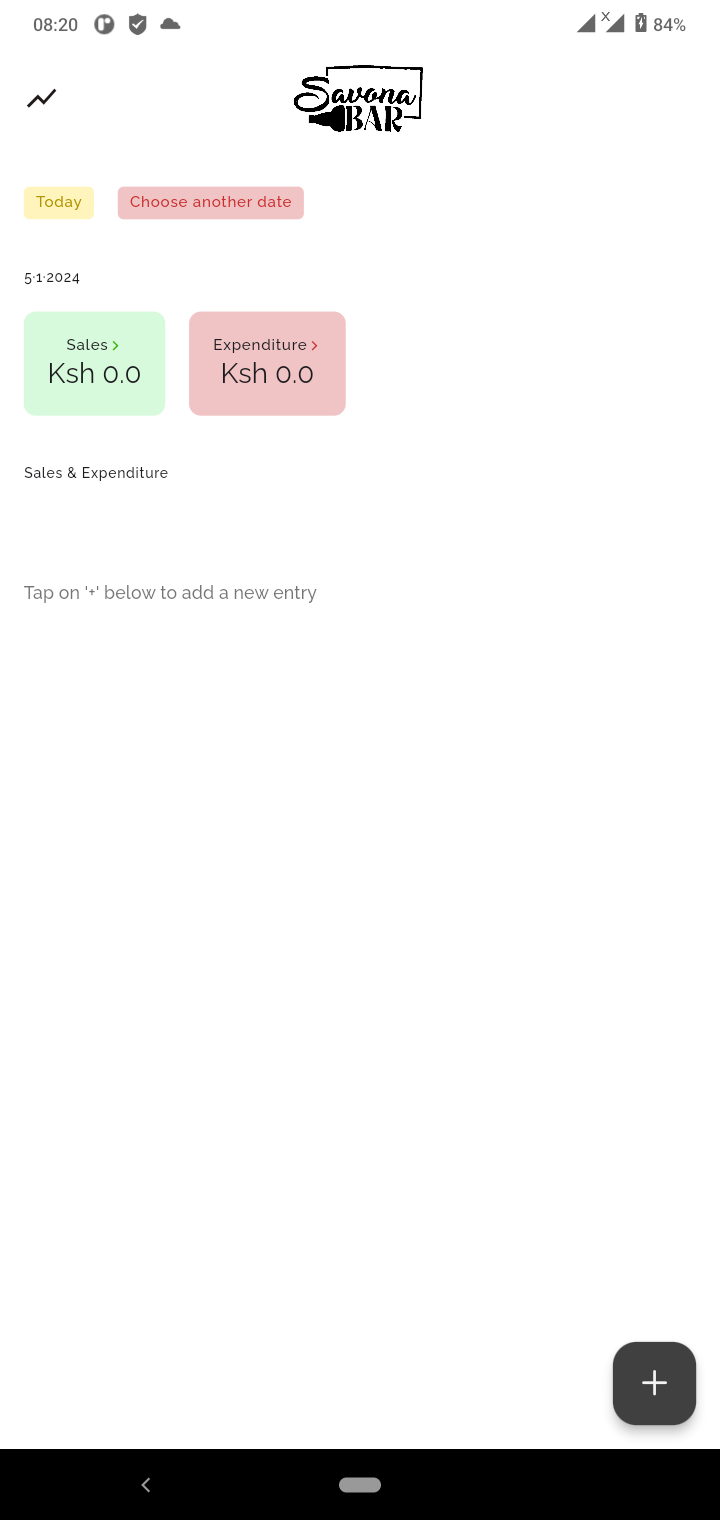 08:20
X
84%
Savona
BAR
Today
Choose another date
5·1·2024
Sales >
Expenditure >
Ksh 0.0
Ksh 0.0
Sales & Expenditure
Tap on '+' below to add a new entry
+